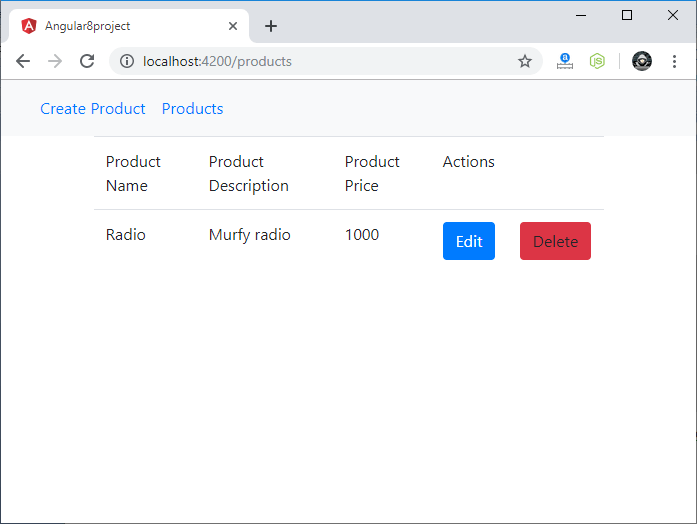 Angular8project
localhost:4200/products
Create Product Products
Product Name Product Description Product Price Actions
Radio Murfy radio 1000 Edit Delete